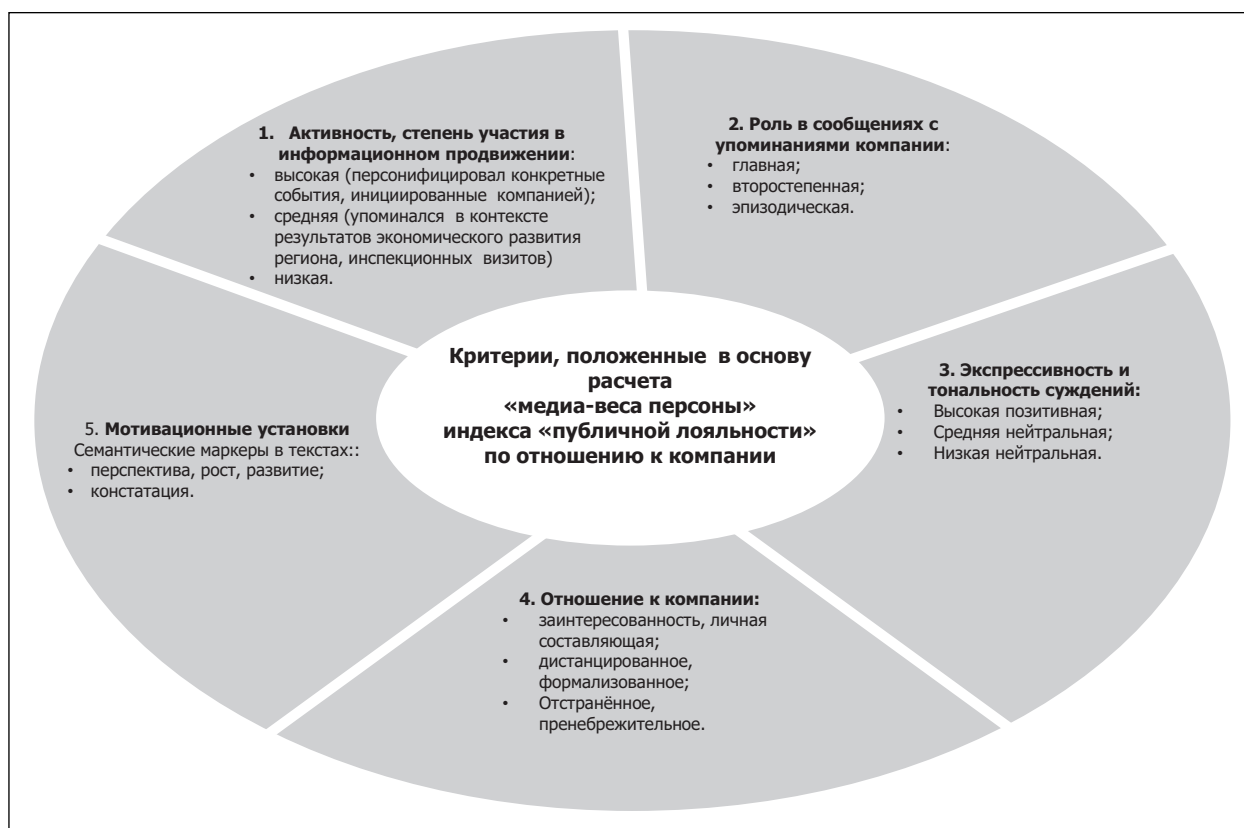 1. Активность, степень участия в
информационном продвижении:
• высокая (персонифицировал конкретные
события, инициированные компанией);
• средняя (упоминался в контексте
результатов экономического развития
региона, инспекционных визитов)
• низкая.
2. Роль в сообщениях с
упоминаниями компании:
• главная;
• второстепенная;
• эпизодическая.
3. Экспрессивность и
тональность суждений:
• Высокая позитивная;
• Средняя нейтральная;
• Низкая нейтральная.
4. Отношение к компании:
• заинтересованность, личная
составляющая;
• дистанцированное,
формализованное;
• Отстранённое,
пренебрежительное.
5. Мотивационные установки
Семантические маркеры в текстах::
• перспектива, рост, развитие;
• констатация.
Критерии, положенные в основу
расчета
«медиа-веса персоны»
индекса «публичной лояльности»
по отношению к компании